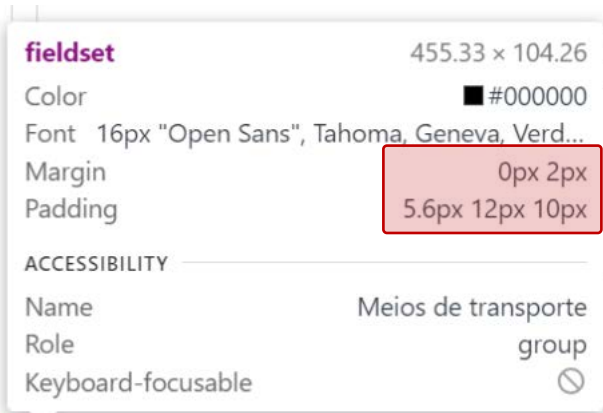 fieldset 455.33 × 104.26
Color #000000
Font 16px "Open Sans", Tahoma, Geneva, Verd...
Margin 0px 2px
Padding 5.6px 12px 10px
ACCESSIBILITY
Name Meios de transporte
Role group
Keyboard-focusable